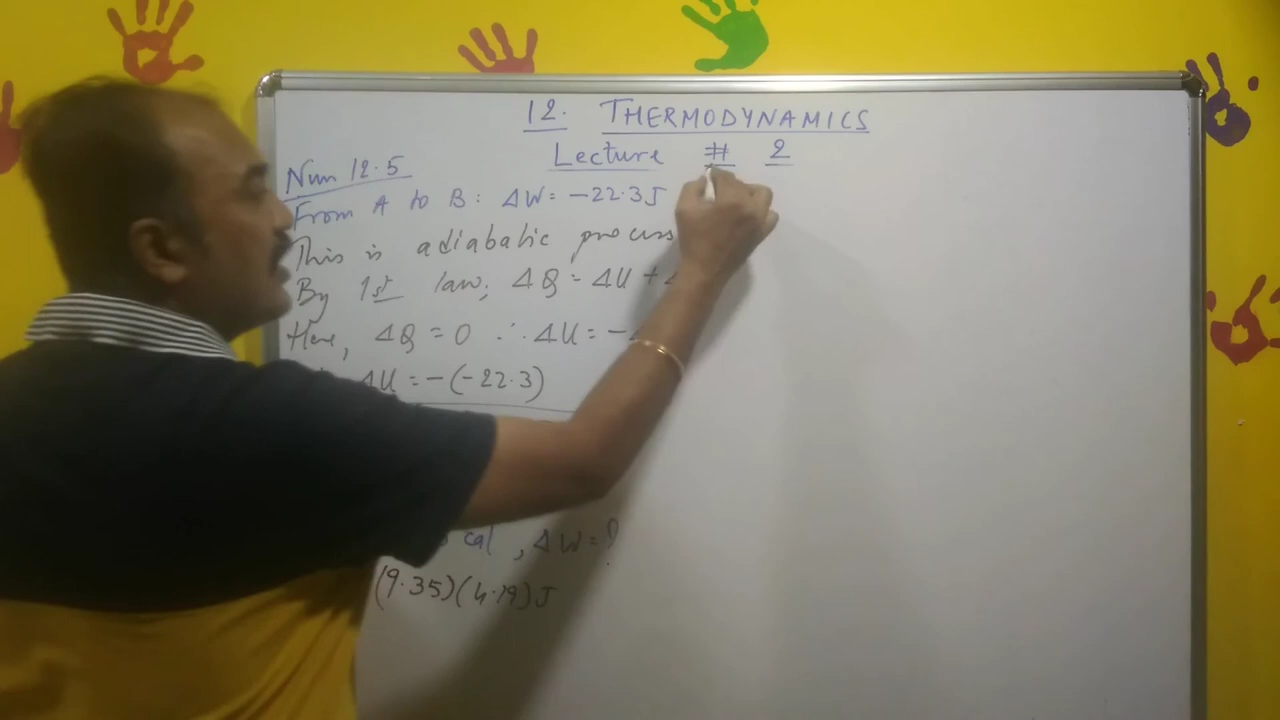 12. THERMODYNAMICS
Lecture # 2
Num 12.5
From A to B: ΔW= -22.3J
This is adiabatic process
By 1st law; ΔQ = ΔU +
Here, ΔQ = 0 ∴ ΔU = -
ΔU = -(-22.3)
cal, ΔW=?
(9.35)(4.19)J